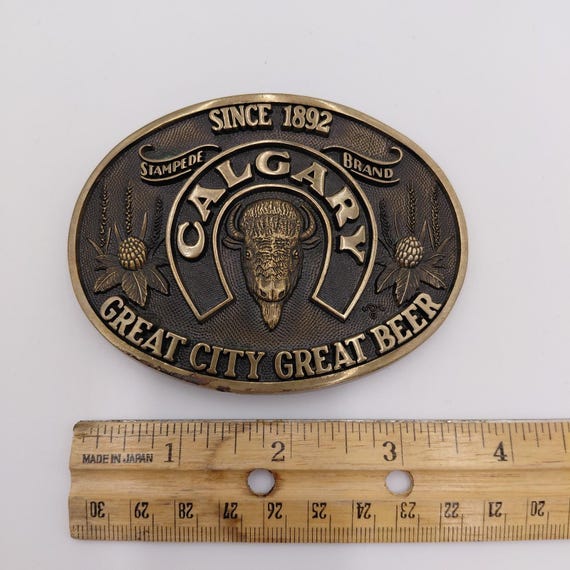 SINCE 1892
STAMPEDE BRAND
CALGARY
GREAT CITY GREAT BEER
1 2 3 4
MADE IN JAPAN
30 29 28 27 26 25 24 23 22 21 20